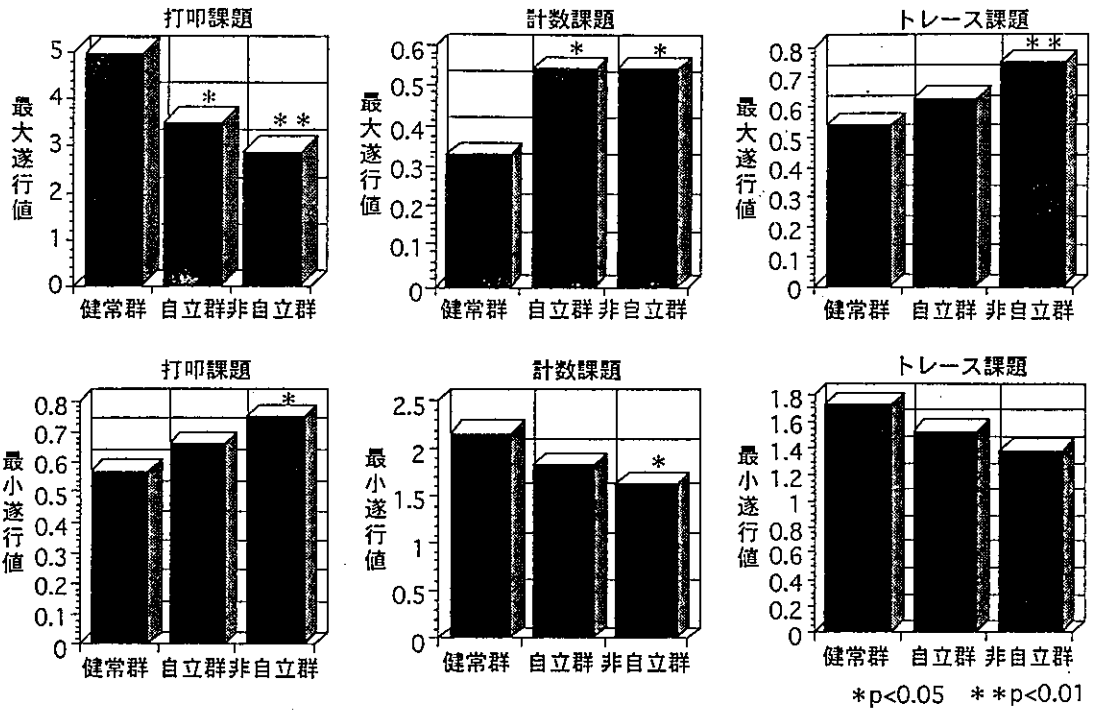 打叩課題
5
4
3
2
1
0
最大遂行値
*
**
健常群 自立群 非自立群
計数課題
0.6
0.5
0.4
0.3
0.2
0.1
0
最大遂行値
*
*
健常群 自立群 非自立群
トレース課題
0.8
0.7
0.6
0.5
0.4
0.3
0.2
0.1
0
最大遂行値
**
健常群 自立群 非自立群
打叩課題
0.8
0.7
0.6
0.5
0.4
0.3
0.2
0.1
0
最小遂行値
*
健常群 自立群 非自立群
計数課題
2.5
2
1.5
1
0.5
0
最小遂行値
*
健常群 自立群 非自立群
トレース課題
1.8
1.6
1.4
1.2
1
0.8
0.6
0.4
0.2
0
最小遂行値
健常群 自立群 非自立群
*p<0.05 **p<0.01